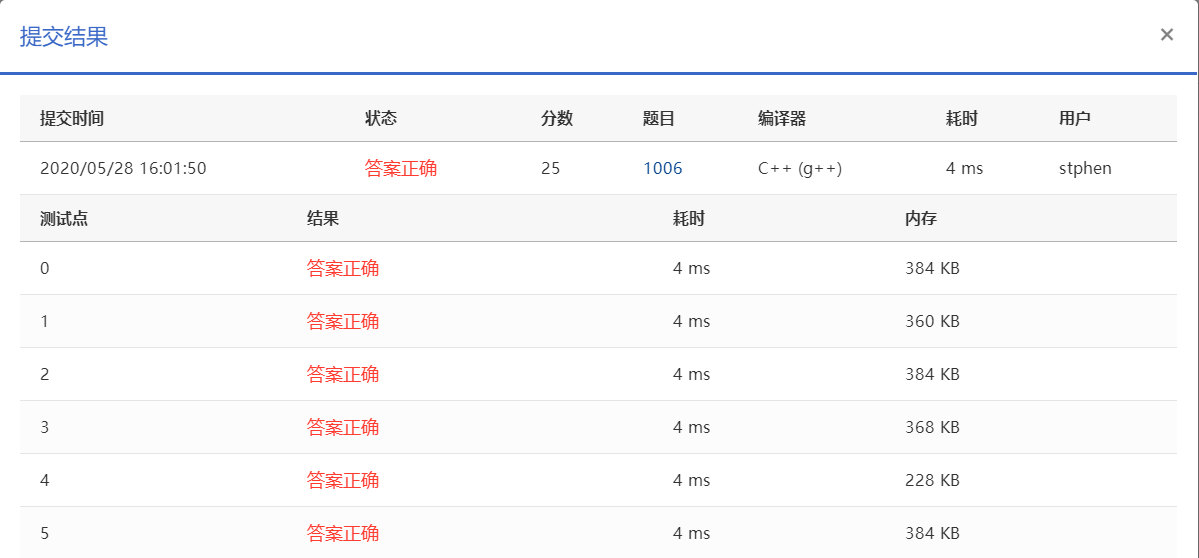 提交结果 ×
提交时间 状态 分数 题目 编译器 耗时 用户
2020/05/28 16:01:50 答案正确 25 1006 C++ (g++) 4 ms stphen
测试点 结果 耗时 内存
0 答案正确 4 ms 384 KB
1 答案正确 4 ms 360 KB
2 答案正确 4 ms 384 KB
3 答案正确 4 ms 368 KB
4 答案正确 4 ms 228 KB
5 答案正确 4 ms 384 KB